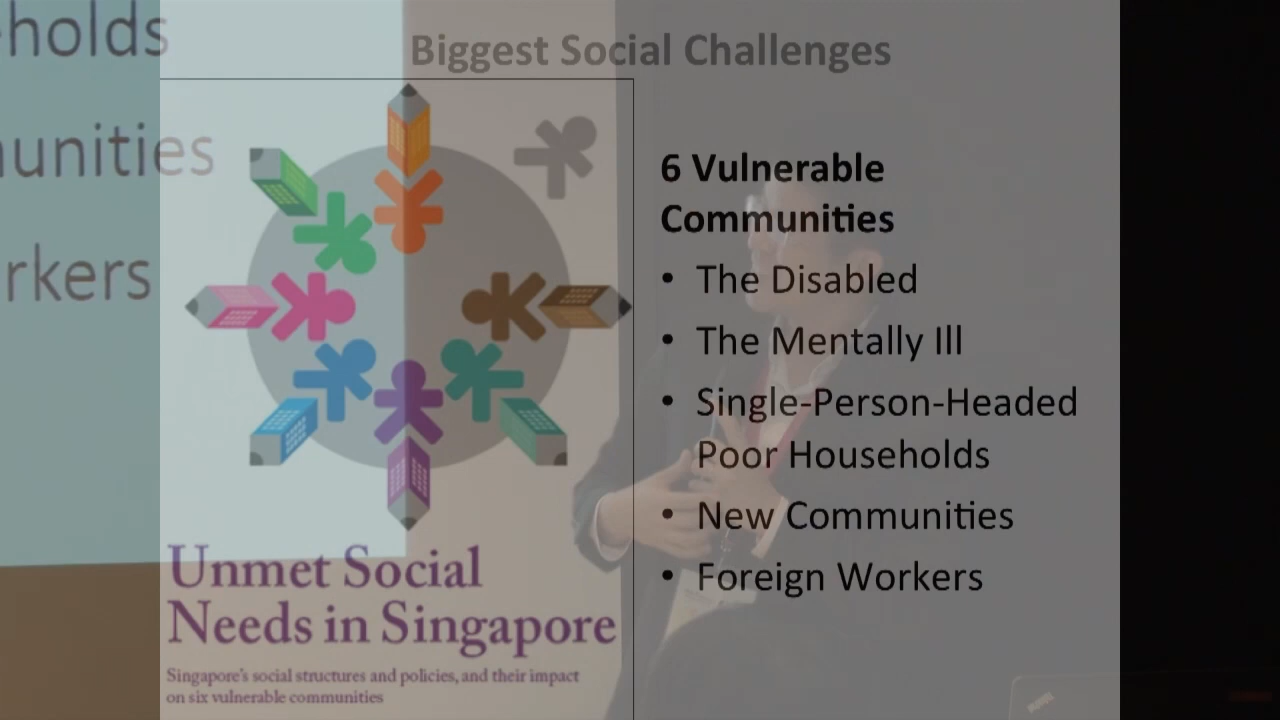 Biggest Social Challenges
holds
unities
rkers
Unmet Social
Needs in Singapore
Singapore's social structures and policies, and their impact
on six vulnerable communities
6 Vulnerable
Communities
• The Disabled
• The Mentally Ill
• Single-Person-Headed
Poor Households
• New Communities
• Foreign Workers